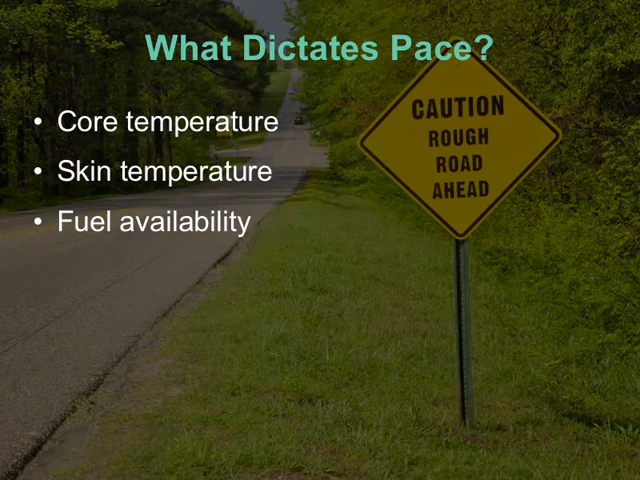 What Dictates Pace?
• Core temperature
• Skin temperature
• Fuel availability
CAUTION
ROUGH
ROAD
AHEAD